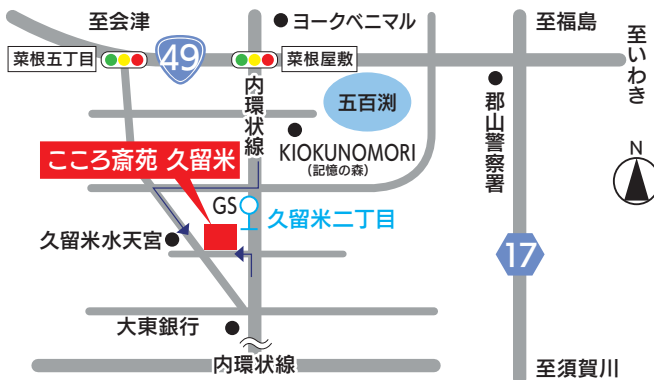 至会津
ヨークベニマル
至福島
菜根五丁目
49
菜根屋敷
至いわき
内環状線
五百渕
郡山警察署
KIOKUNOMORI
(記憶の森)
N
こころ斎苑 久留米
GS
久留米二丁目
久留米水天宮
17
大東銀行
内環状線
至須賀川